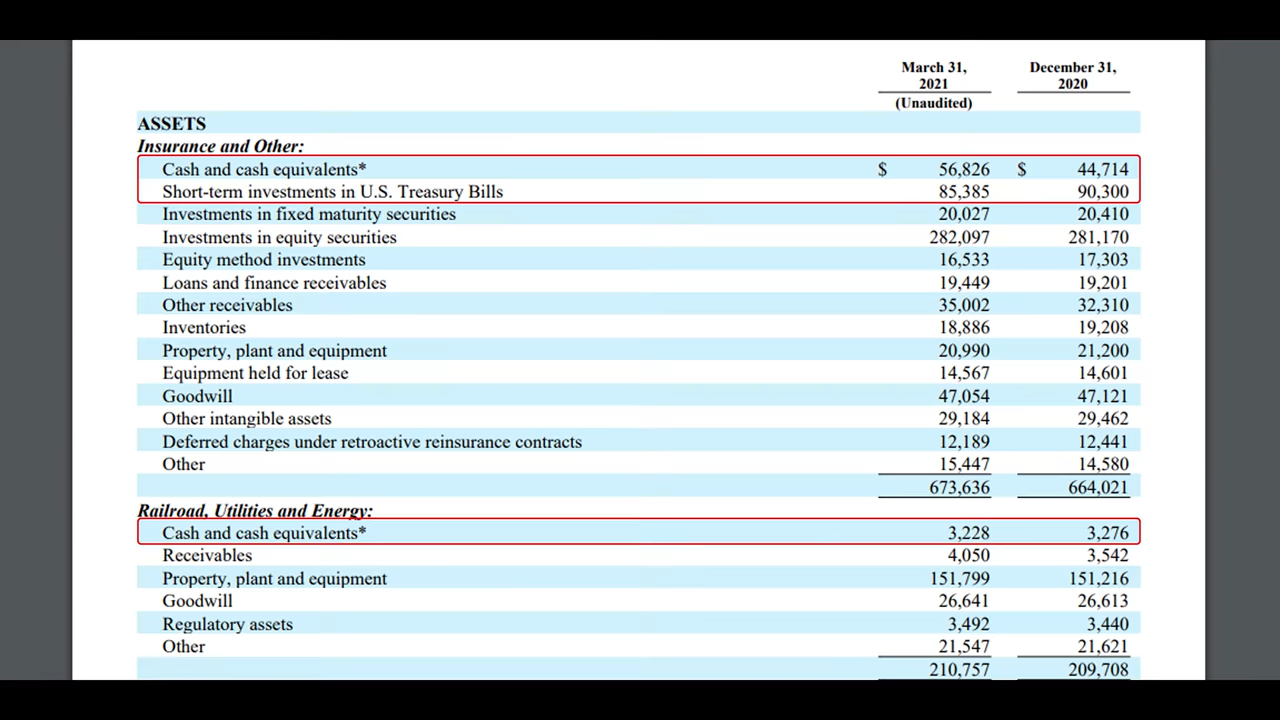 March 31, December 31,
2021 2020
(Unaudited)
ASSETS
Insurance and Other:
Cash and cash equivalents* $ 56,826 $ 44,714
Short-term investments in U.S. Treasury Bills 85,385 90,300
Investments in fixed maturity securities 20,027 20,410
Investments in equity securities 282,097 281,170
Equity method investments 16,533 17,303
Loans and finance receivables 19,449 19,201
Other receivables 35,002 32,310
Inventories 18,886 19,208
Property, plant and equipment 20,990 21,200
Equipment held for lease 14,567 14,601
Goodwill 47,054 47,121
Other intangible assets 29,184 29,462
Deferred charges under retroactive reinsurance contracts 12,189 12,441
Other 15,447 14,580
673,636 664,021
Railroad, Utilities and Energy:
Cash and cash equivalents* 3,228 3,276
Receivables 4,050 3,542
Property, plant and equipment 151,799 151,216
Goodwill 26,641 26,613
Regulatory assets 3,492 3,440
Other 21,547 21,621
210,757 209,708